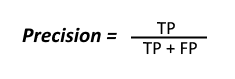 Precision = TP
TP + FP